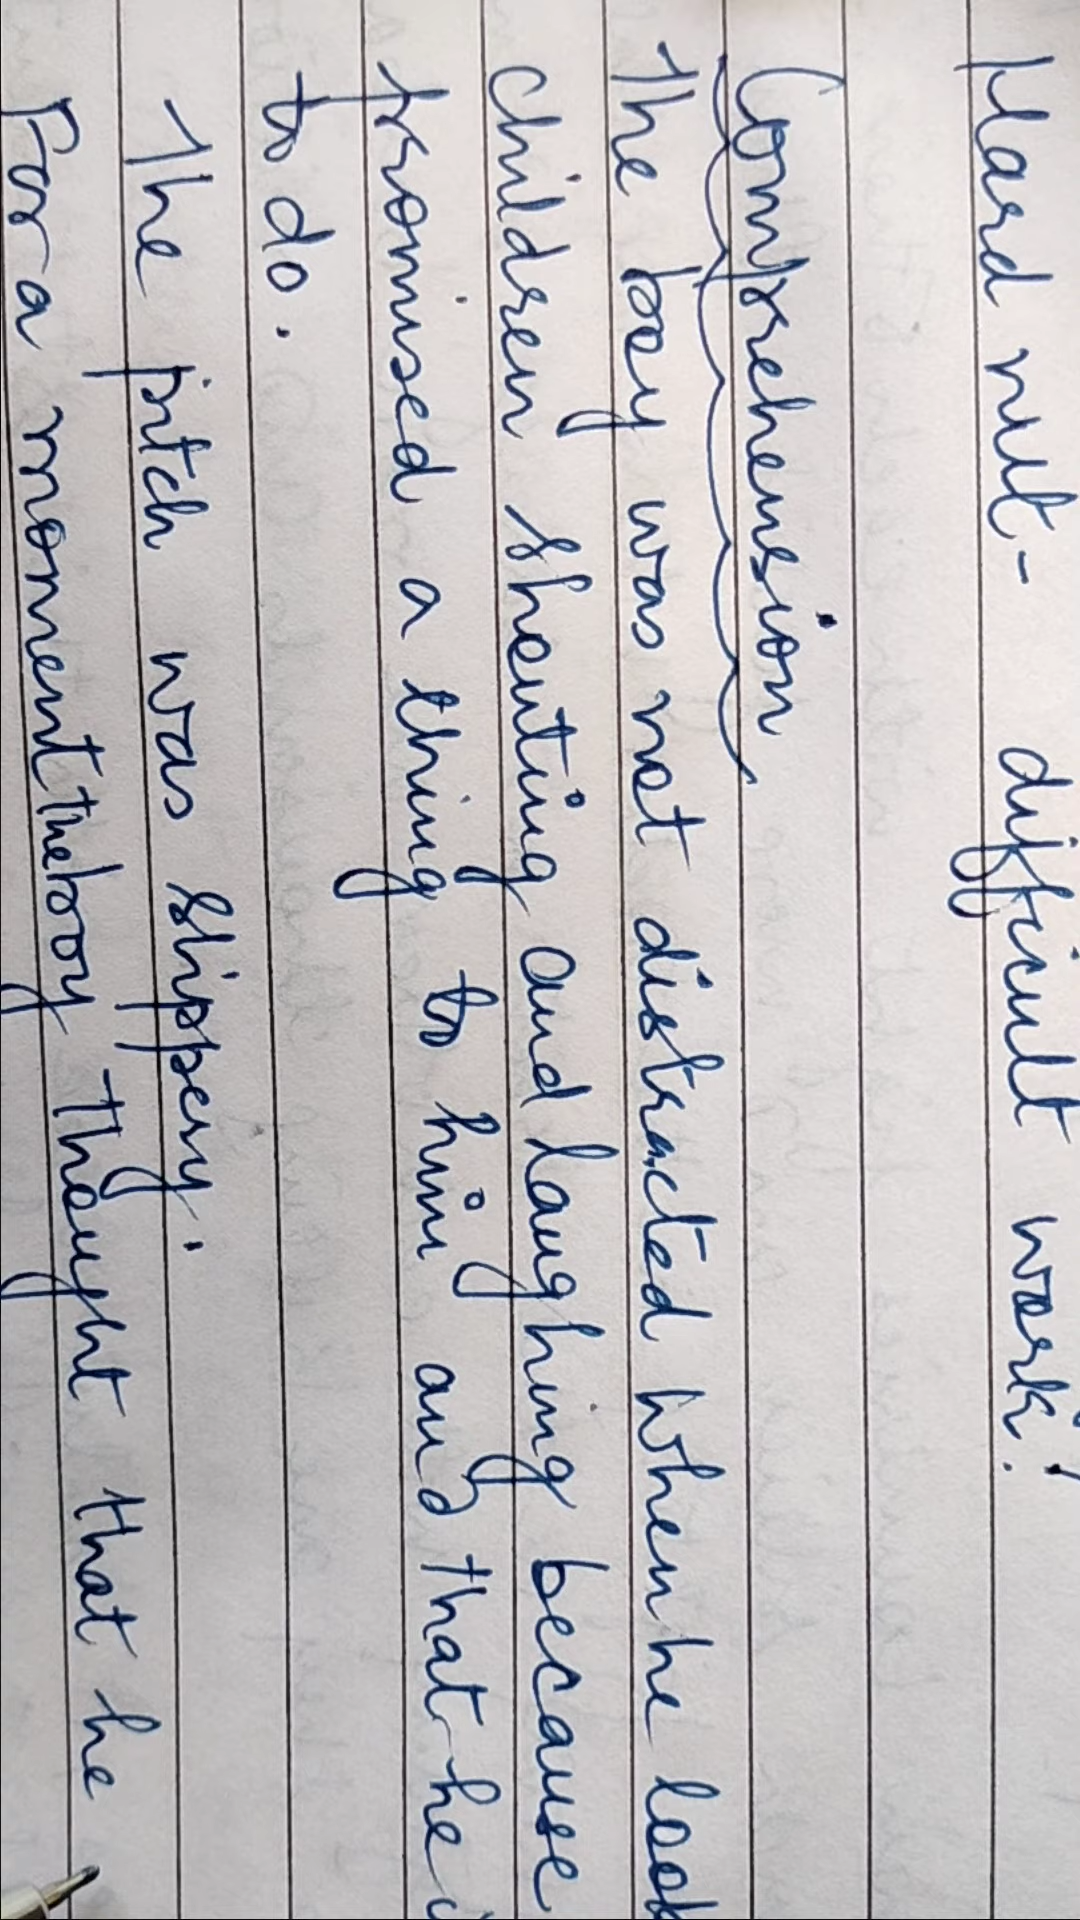 Hard nut- difficult work.
Comprehension
The boy was not distracted when he look
children shouting and laughing because
promised a thing to him and that he
to do.
The pitch was slippery.
For a moment the boy thought that he